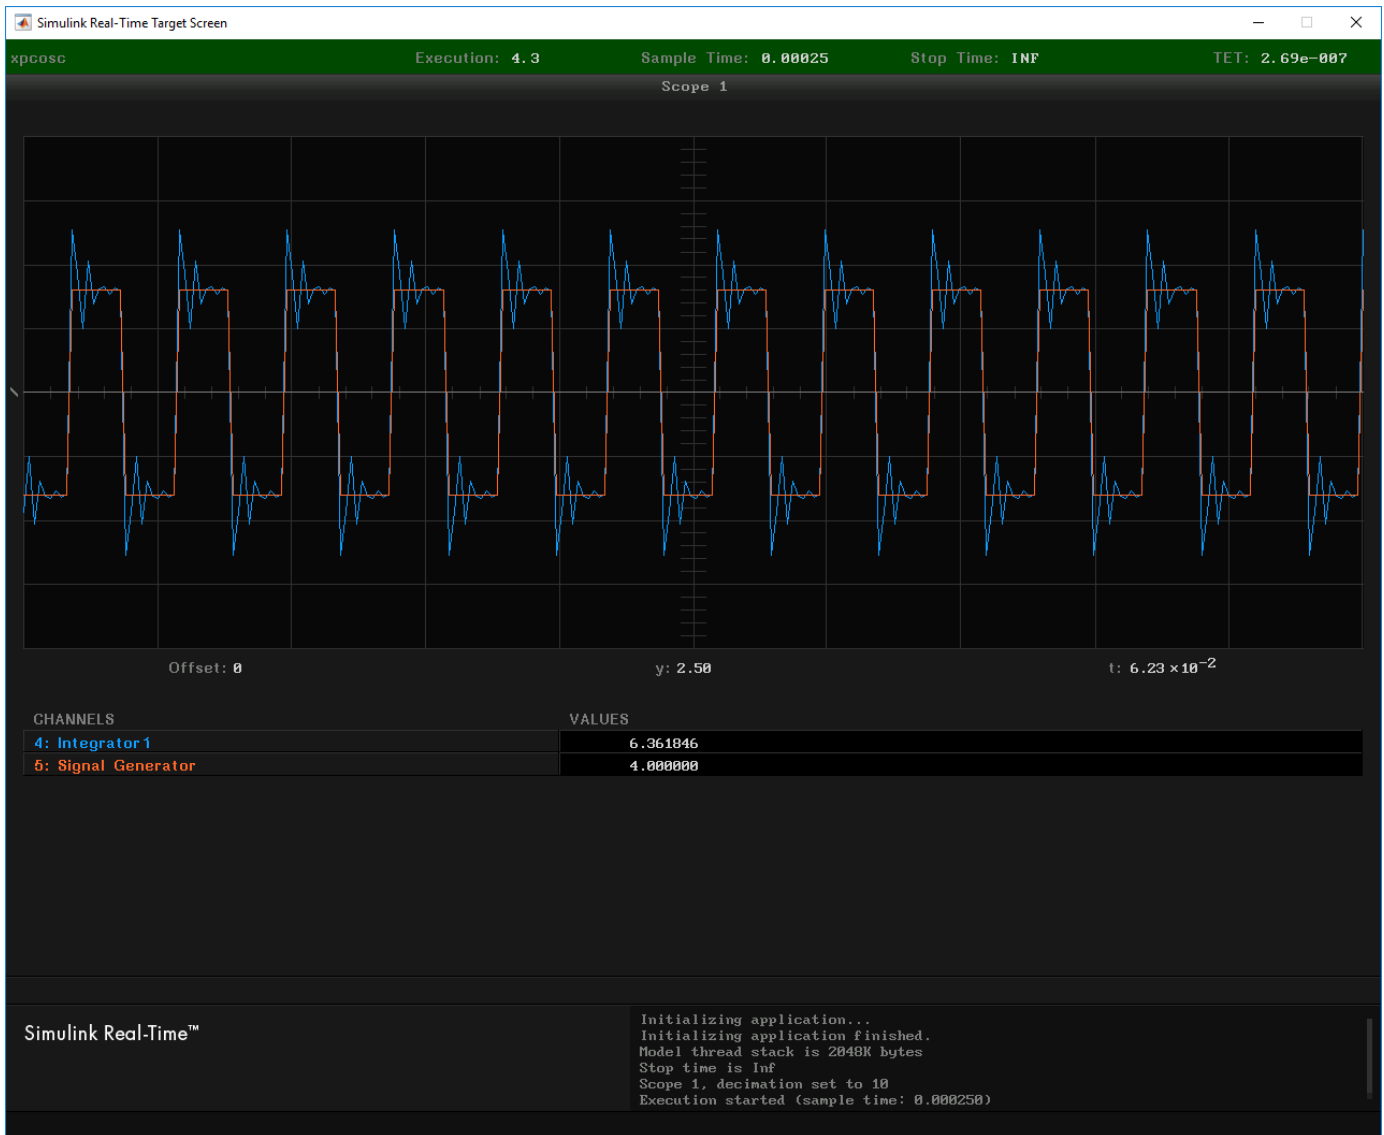 Simulink Real-Time Target Screen
xpcosc Execution: 4.3 Sample Time: 0.00025 Stop Time: INF TET: 2.69e-007
Scope 1
Offset: 0 y: 2.50 t: 6.23 ×10⁻²
CHANNELS VALUES
4: Integrator1 6.361846
5: Signal Generator 4.000000
Simulink Real-Time™
Initializing application...
Initializing application finished.
Model thread stack is 2048K bytes
Stop time is Inf
Scope 1, decimation set to 10
Execution started (sample time: 0.000250)